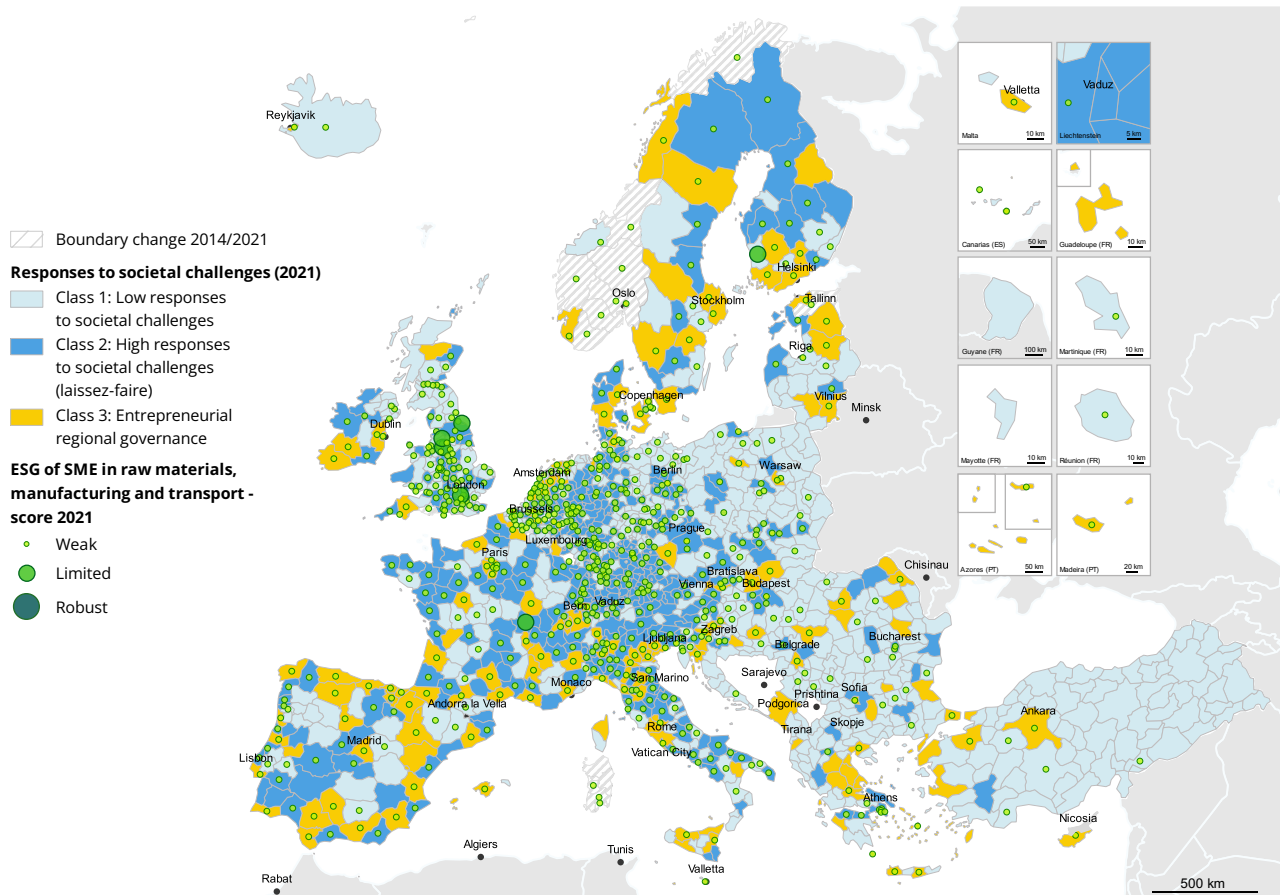 Boundary change 2014/2021
Responses to societal challenges (2021)
Class 1: Low responses
to societal challenges
Class 2: High responses
to societal challenges
(laissez-faire)
Class 3: Entrepreneurial
regional governance
ESG of SME in raw materials,
manufacturing and transport -
score 2021
Weak
Limited
Robust
Reykjavik
Oslo
Helsinki
Stockholm
Tallinn
Riga
Copenhagen
Vilnius
Minsk
Dublin
Amsterdam
Berlin
Warsaw
London
Brussels
Prague
Luxembourg
Paris
Chisinau
Bratislava
Vienna
Budapest
Bern
Vaduz
Zagreb
Ljubljana
Bucharest
Belgrade
San Marino
Monaco
Sarajevo
Prishtina
Sofia
Andorra la Vella
Podgorica
Ankara
Skopje
Rome
Tirana
Madrid
Vatican City
Lisbon
Athens
Nicosia
Algiers
Tunis
Valletta
Rabat
500 km
Valletta
Malta
10 km
Vaduz
Liechtenstein
5 km
Canarias (ES)
50 km
Guadeloupe (FR)
10 km
Guyane (FR)
100 km
Martinique (FR)
10 km
Mayotte (FR)
10 km
Réunion (FR)
10 km
Azores (PT)
50 km
Madeira (PT)
20 km